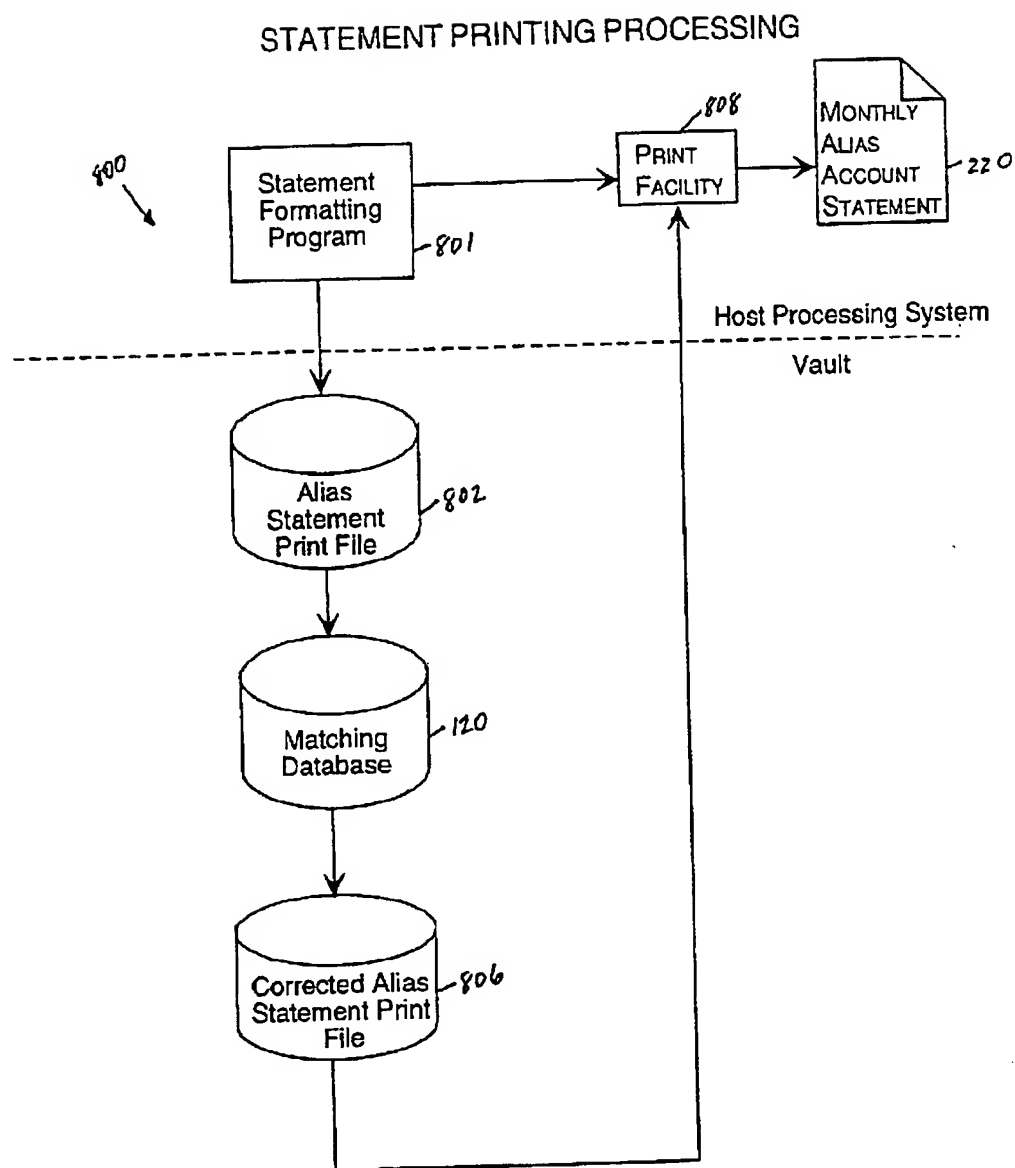 STATEMENT PRINTING PROCESSING
800
Statement
Formatting
Program
801
808
PRINT
FACILITY
MONTHLY
ALIAS
ACCOUNT
STATEMENT
220
Host Processing System
Vault
Alias
Statement
Print File
802
Matching
Database
120
Corrected Alias
Statement Print
File
806